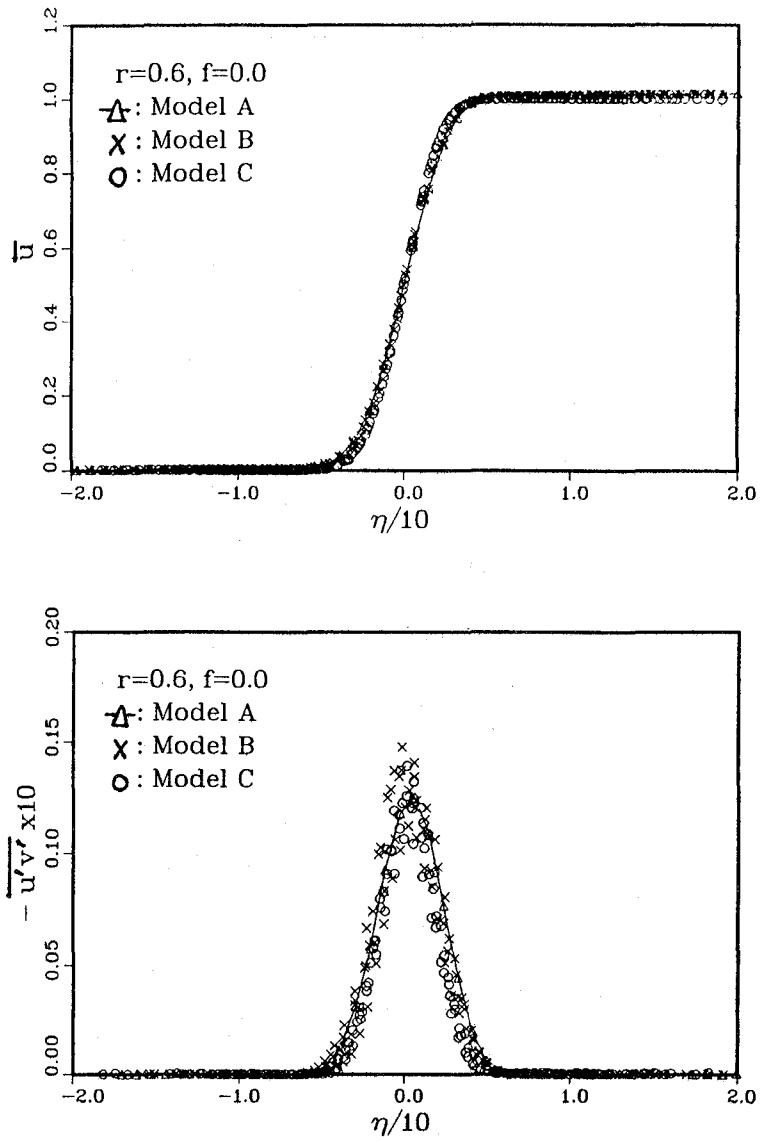 1.2
1.0
0.8
0.6
0.4
0.2
0.0
u̅
r=0.6, f=0.0
-△-: Model A
×: Model B
○: Model C
-2.0 -1.0 0.0 1.0 2.0
η/10
0.20
0.15
0.10
0.05
0.00
- u'v' x10
r=0.6, f=0.0
-△-: Model A
×: Model B
○: Model C
-2.0 -1.0 0.0 1.0 2.0
η/10